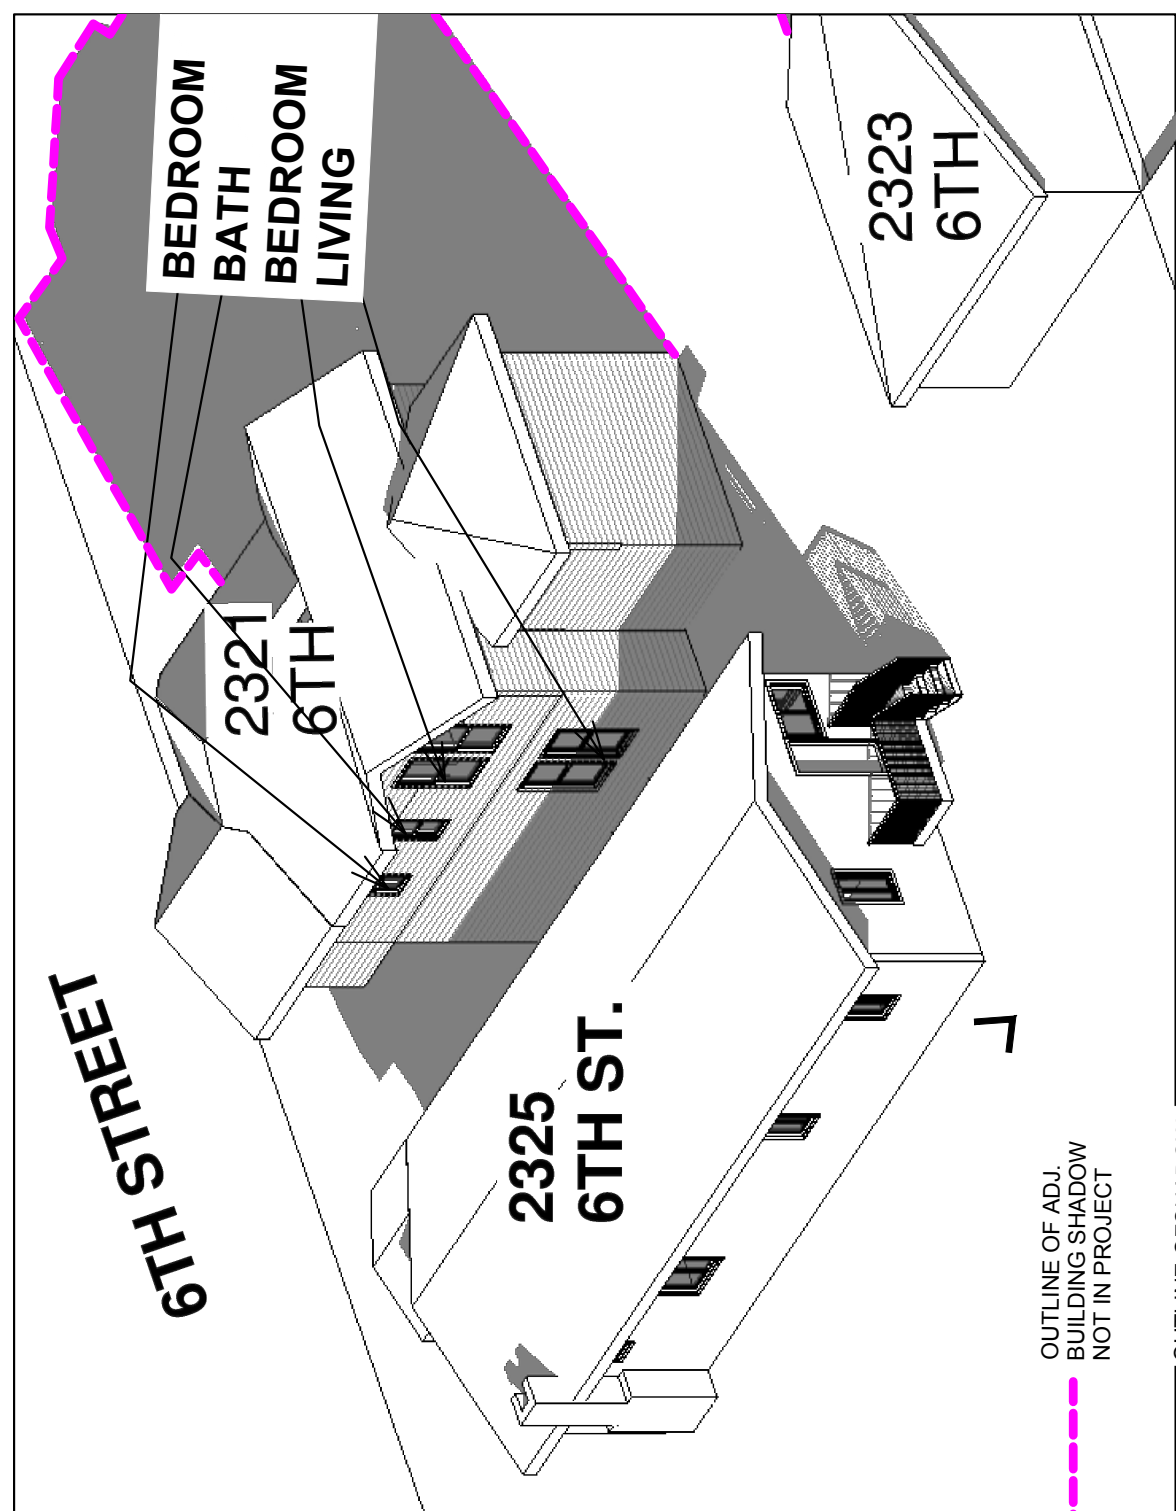 6TH STREET
BEDROOM
BATH
BEDROOM
LIVING
2321
6TH
2323
6TH
2325
6TH ST.
OUTLINE OF ADJ.
BUILDING SHADOW
NOT IN PROJECT